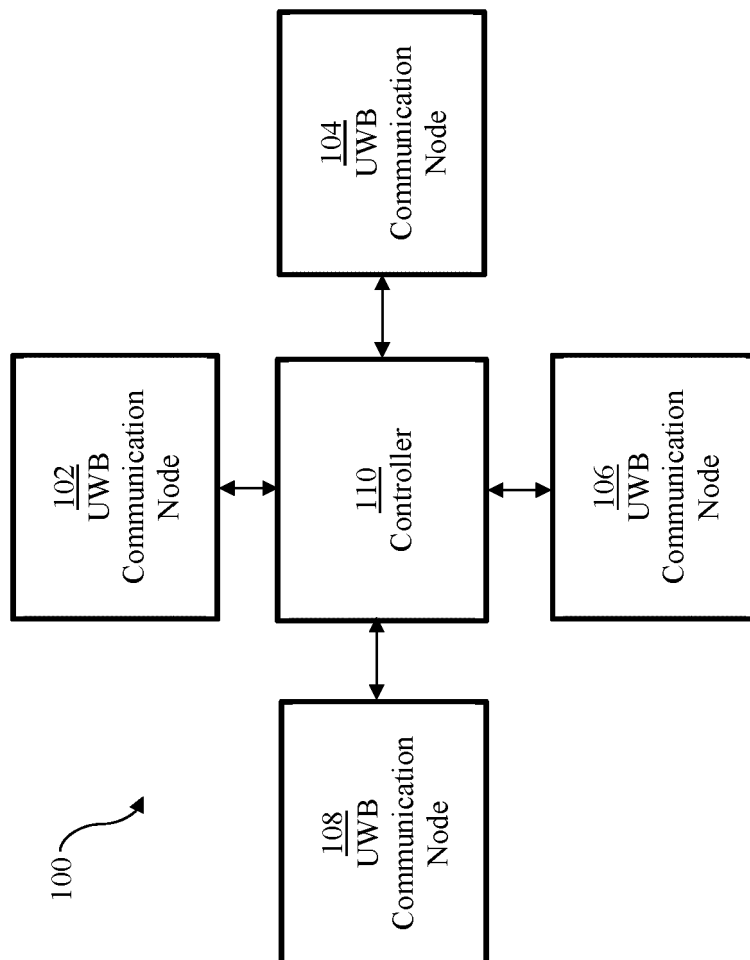 100
102
UWB
Communication
Node
104
UWB
Communication
Node
110
Controller
108
UWB
Communication
Node
106
UWB
Communication
Node